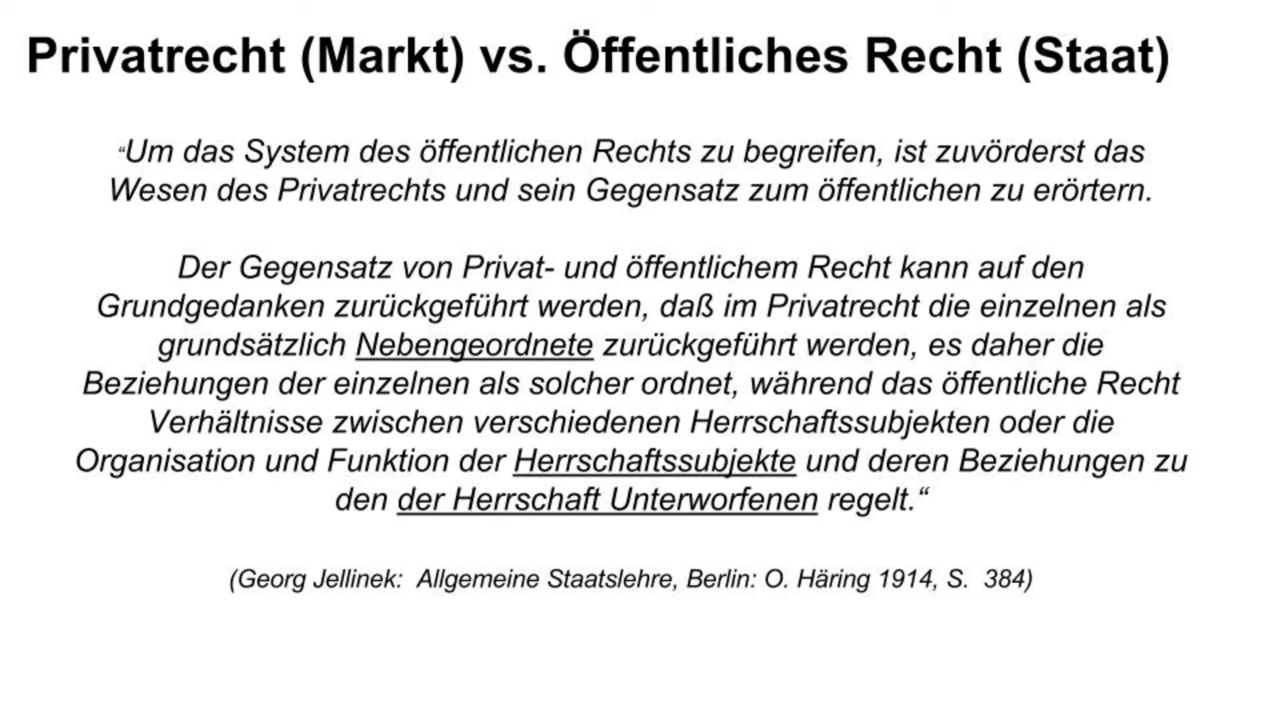 Privatrecht (Markt) vs. Öffentliches Recht (Staat)
“Um das System des öffentlichen Rechts zu begreifen, ist zuvörderst das
Wesen des Privatrechts und sein Gegensatz zum öffentlichen zu erörtern.
Der Gegensatz von Privat- und öffentlichem Recht kann auf den
Grundgedanken zurückgeführt werden, daß im Privatrecht die einzelnen als
grundsätzlich Nebengeordnete zurückgeführt werden, es daher die
Beziehungen der einzelnen als solcher ordnet, während das öffentliche Recht
Verhältnisse zwischen verschiedenen Herrschaftssubjekten oder die
Organisation und Funktion der Herrschaftssubjekte und deren Beziehungen zu
den der Herrschaft Unterworfenen regelt.“
(Georg Jellinek:  Allgemeine Staatslehre, Berlin: O. Häring 1914, S.  384)